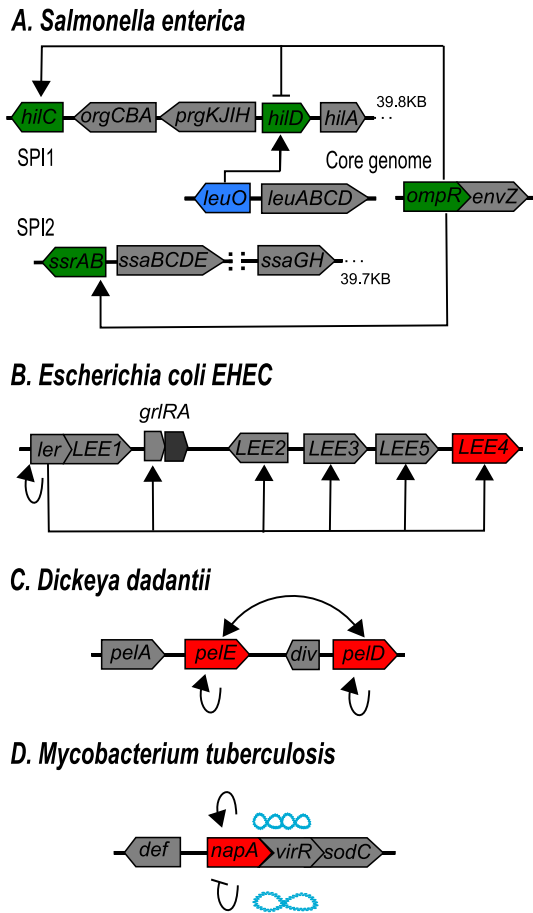 A. Salmonella enterica
hilC orgCBA prgKJIH hilD hilA 39.8KB ...
SPI1
Core genome
leuO leuABCD ompR envZ
SPI2
ssrAB ssaBCDE ssaGH ...
39.7KB
B. Escherichia coli EHEC
grlRA
ler LEE1 LEE2 LEE3 LEE5 LEE4
C. Dickeya dadantii
pelA pelE div pelD
D. Mycobacterium tuberculosis
def napA virR sodC